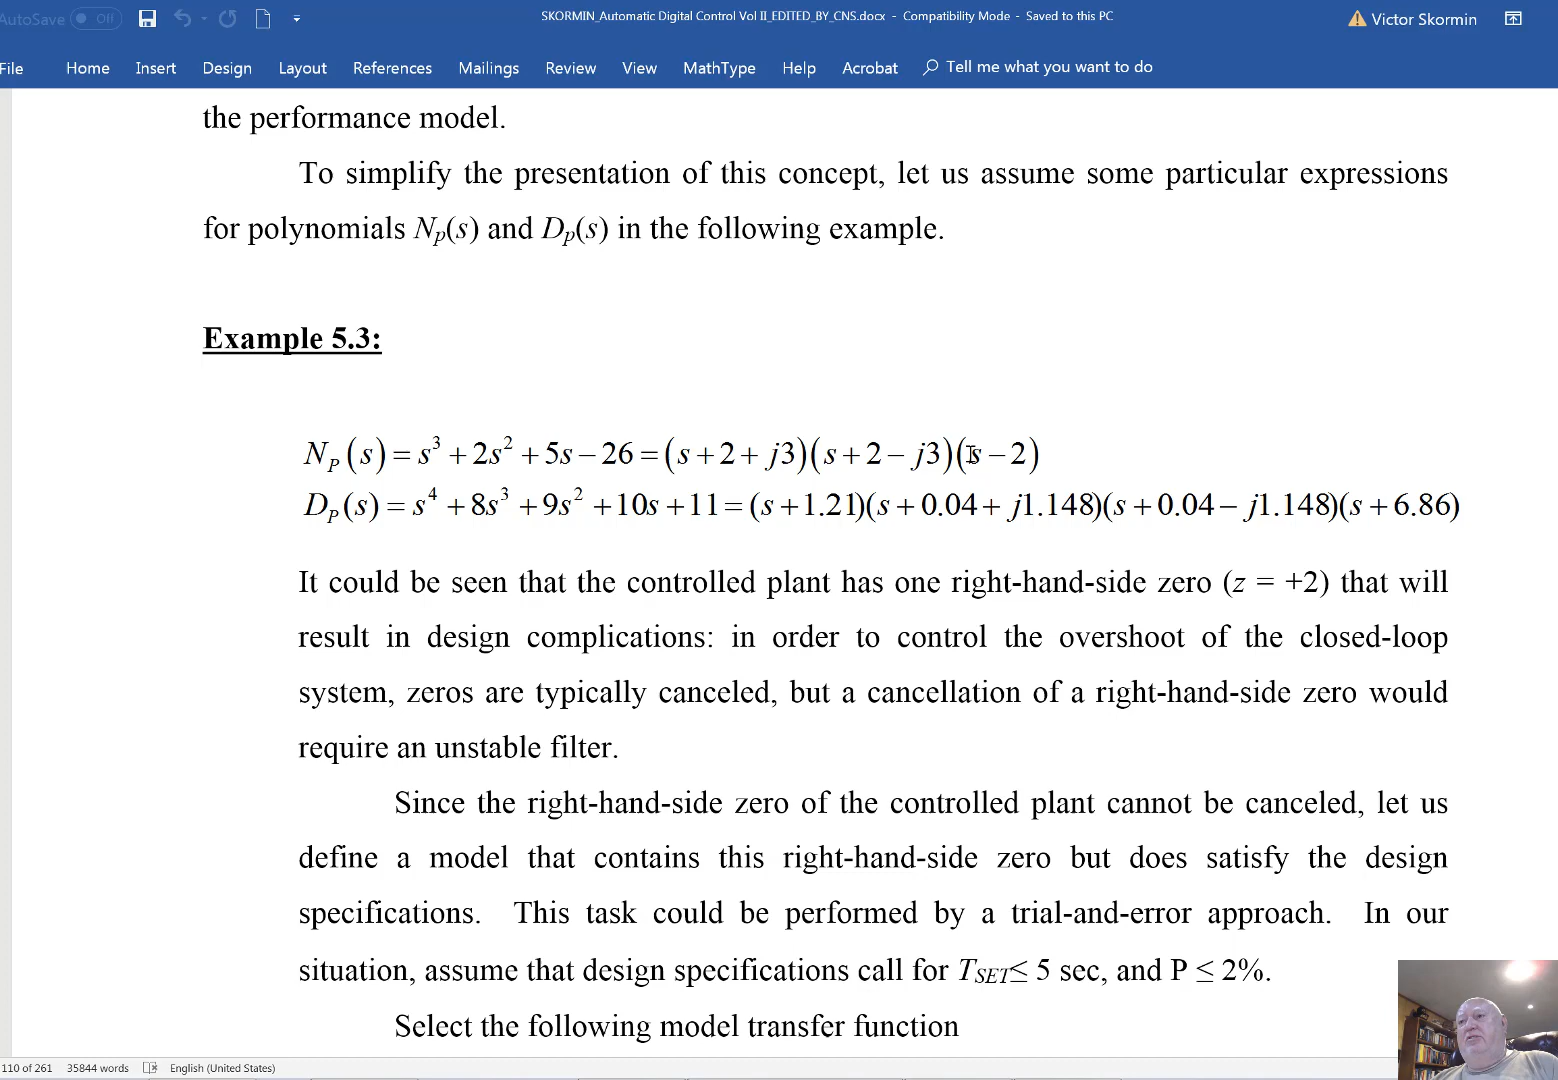 AutoSave Off SKORMIN_Automatic Digital Control Vol II_EDITED_BY_CNS.docx - Compatibility Mode - Saved to this PC Victor Skormin
File Home Insert Design Layout References Mailings Review View MathType Help Acrobat Tell me what you want to do
the performance model.
To simplify the presentation of this concept, let us assume some particular expressions
for polynomials Nₚ(s) and Dₚ(s) in the following example.
Example 5.3:
N_P(s) = s³ + 2s² + 5s − 26 = (s + 2 + j3)(s + 2 − j3)(s − 2)
D_P(s) = s⁴ + 8s³ + 9s² + 10s + 11 = (s + 1.21)(s + 0.04 + j1.148)(s + 0.04 − j1.148)(s + 6.86)
It could be seen that the controlled plant has one right-hand-side zero (z = +2) that will
result in design complications: in order to control the overshoot of the closed-loop
system, zeros are typically canceled, but a cancellation of a right-hand-side zero would
require an unstable filter.
Since the right-hand-side zero of the controlled plant cannot be canceled, let us
define a model that contains this right-hand-side zero but does satisfy the design
specifications. This task could be performed by a trial-and-error approach. In our
situation, assume that design specifications call for T_SET ≤ 5 sec, and P ≤ 2%.
Select the following model transfer function
110 of 261 35844 words English (United States)